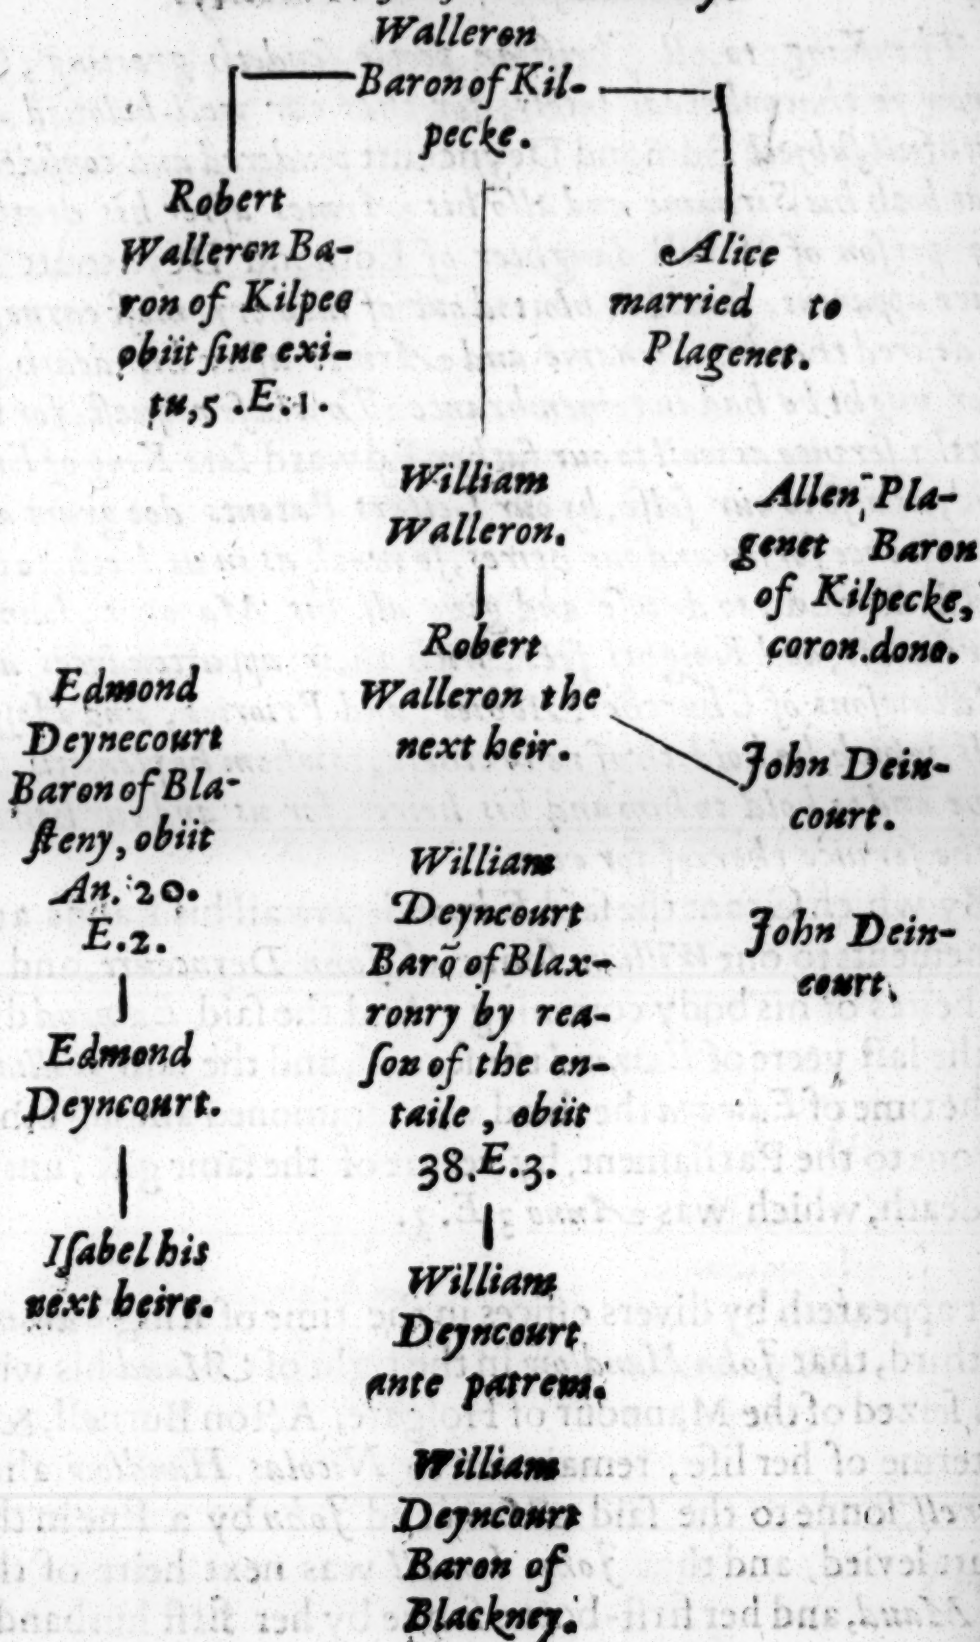 Walleron
Baron of Kil-
pecke.
Robert
Walleron Ba-
ron of Kilpec
obiit ſine exi-
tu, 5 .E. 1.
Alice
married to
Plagenet.
William
Walleron.
Allen, Pla-
genet Baron
of Kilpecke,
coron.dono.
Robert
Walleron the
next heir.
Edmond
Deynecourt
Baron of Bla-
ſteny, obiit
An. 20.
E.2.
John Dein-
court.
William
Deyncourt
Barõ of Blax-
ronry by rea-
ſon of the en-
taile , obiit
38.E.3.
John Dein-
court.
Edmond
Deyncourt.
Iſabel his
next heire.
William
Deyncourt
ante patrem.
William
Deyncourt
Baron of
Blackney.